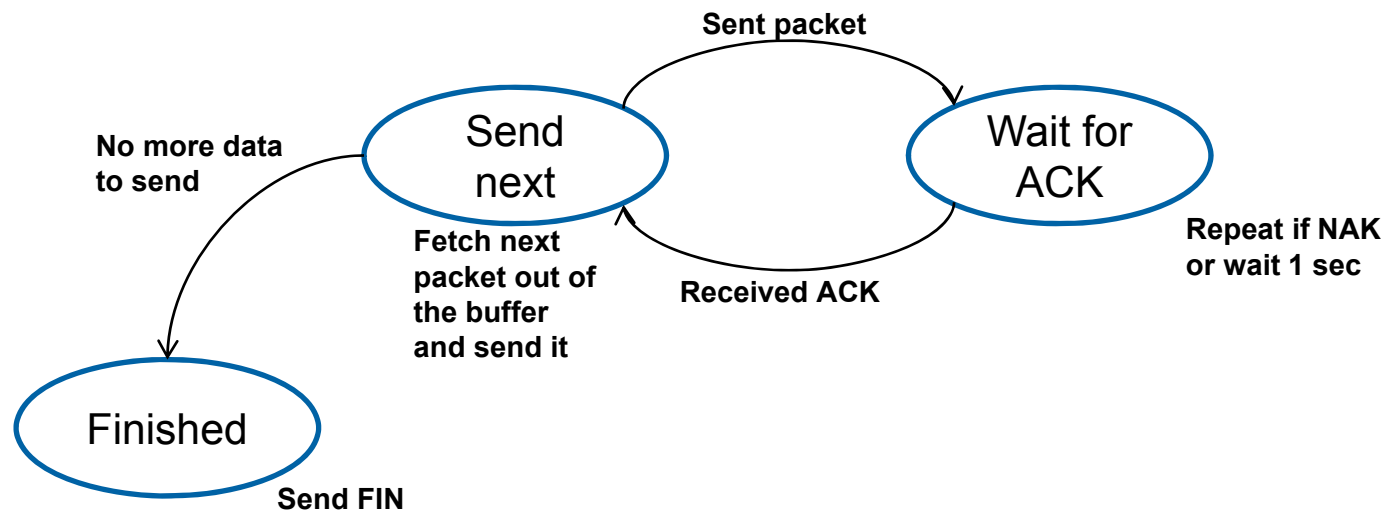 Sent packet
No more data
to send
Send
next
Wait for
ACK
Fetch next
packet out of
the buffer
and send it
Received ACK
Repeat if NAK
or wait 1 sec
Finished
Send FIN